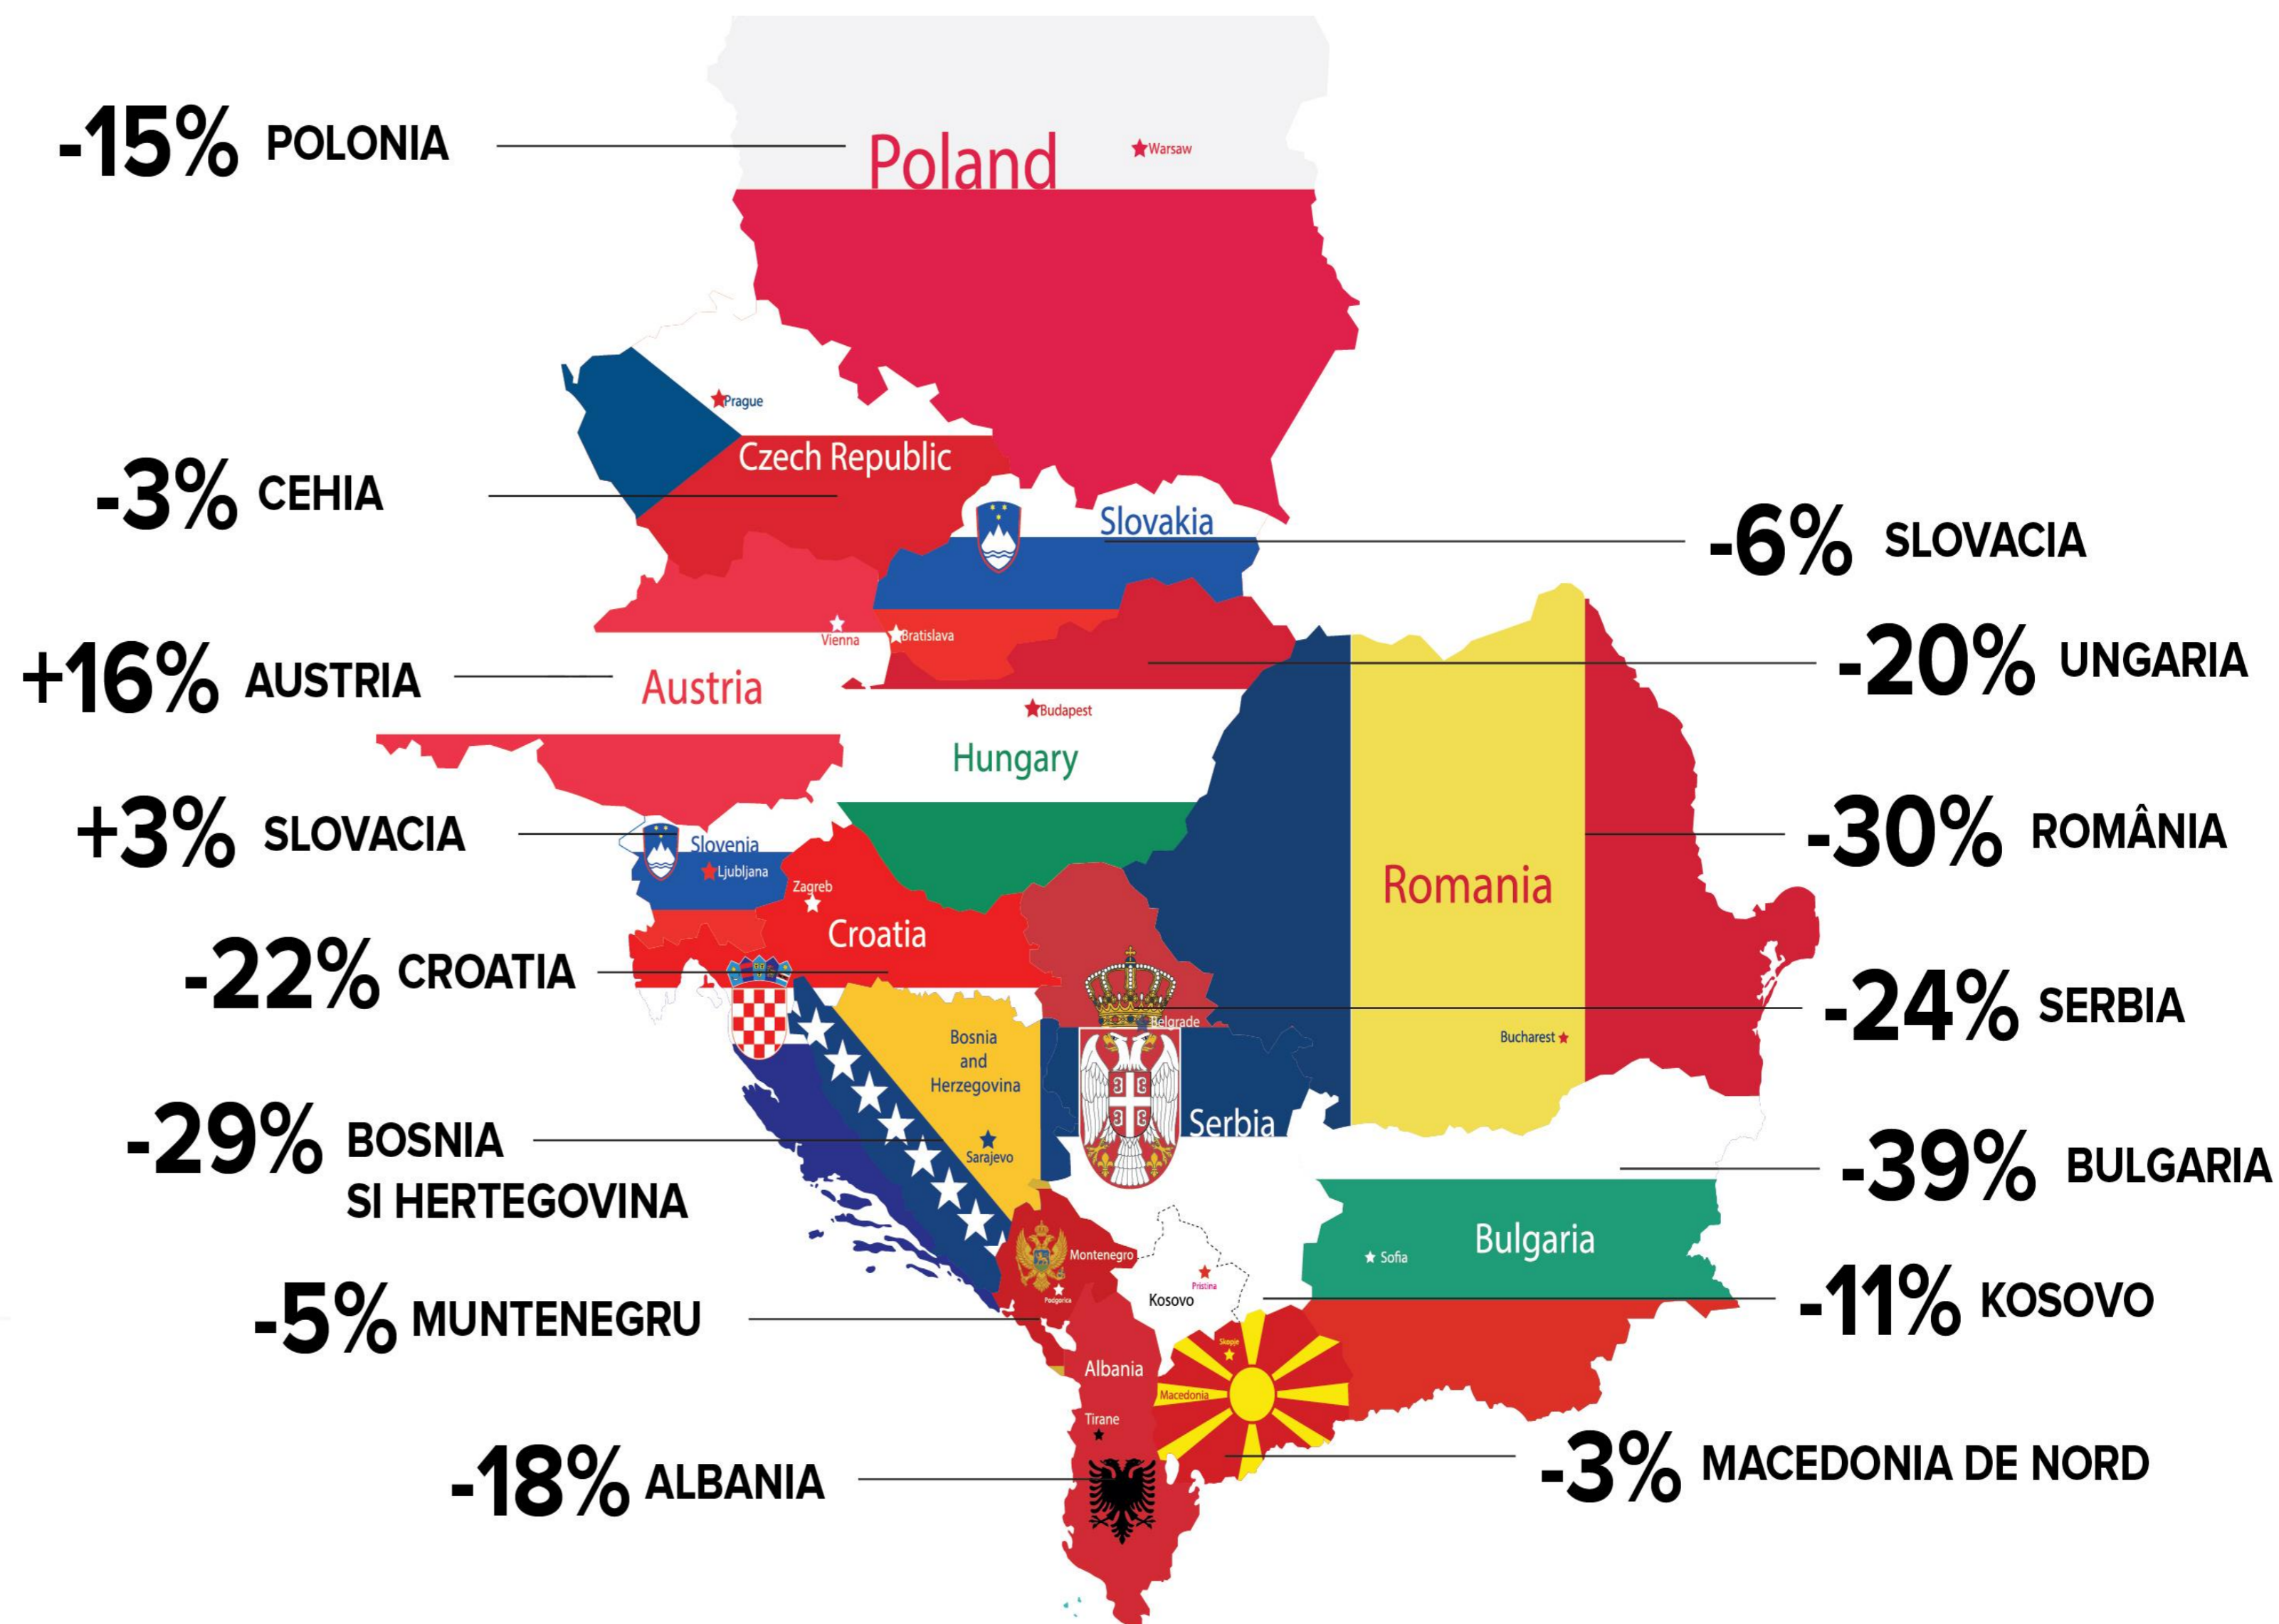 -15% POLONIA
Poland
Warsaw
Prague
Czech Republic
-3% CEHIA
Slovakia
-6% SLOVACIA
Vienna
Bratislava
+16% AUSTRIA
Austria
-20% UNGARIA
Budapest
Hungary
+3% SLOVACIA
Slovenia
Ljubljana
-30% ROMÂNIA
Romania
Zagreb
Croatia
-22% CROATIA
Belgrade
-24% SERBIA
Bosnia
and
Herzegovina
Bucharest
Serbia
-29% BOSNIA
SI HERTEGOVINA
Sarajevo
-39% BULGARIA
Bulgaria
Sofia
Montenegro
Podgorica
Pristina
Kosovo
-11% KOSOVO
-5% MUNTENEGRU
Skopje
Albania
Macedonia
Tirane
-18% ALBANIA
-3% MACEDONIA DE NORD